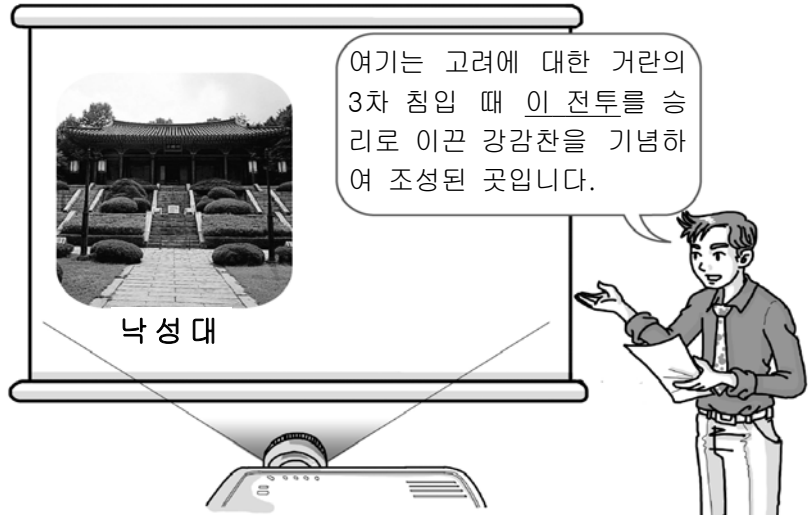 여기는 고려에 대한 거란의
3차 침입 때 이 전투를 승
리로 이끈 강감찬을 기념하
여 조성된 곳입니다.
낙성대